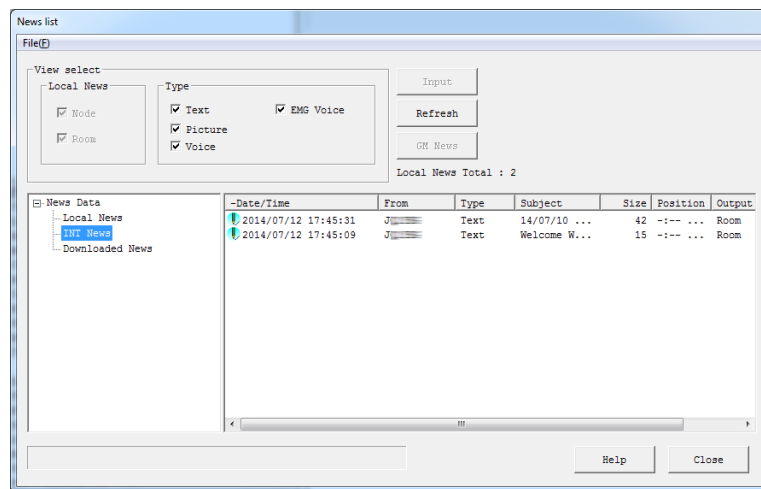 News list
File(F)
View select
Local News
Node
Room
Type
Text
EMG Voice
Picture
Voice
Input
Refresh
GM News
Local News Total : 2
News Data
Local News
INT News
Downloaded News
-Date/Time From Type Subject Size Position Output
2014/07/12 17:45:31 J Text 14/07/10 ... 42 -:-- ... Room
2014/07/12 17:45:09 J Text Welcome W... 15 -:-- ... Room
Help
Close